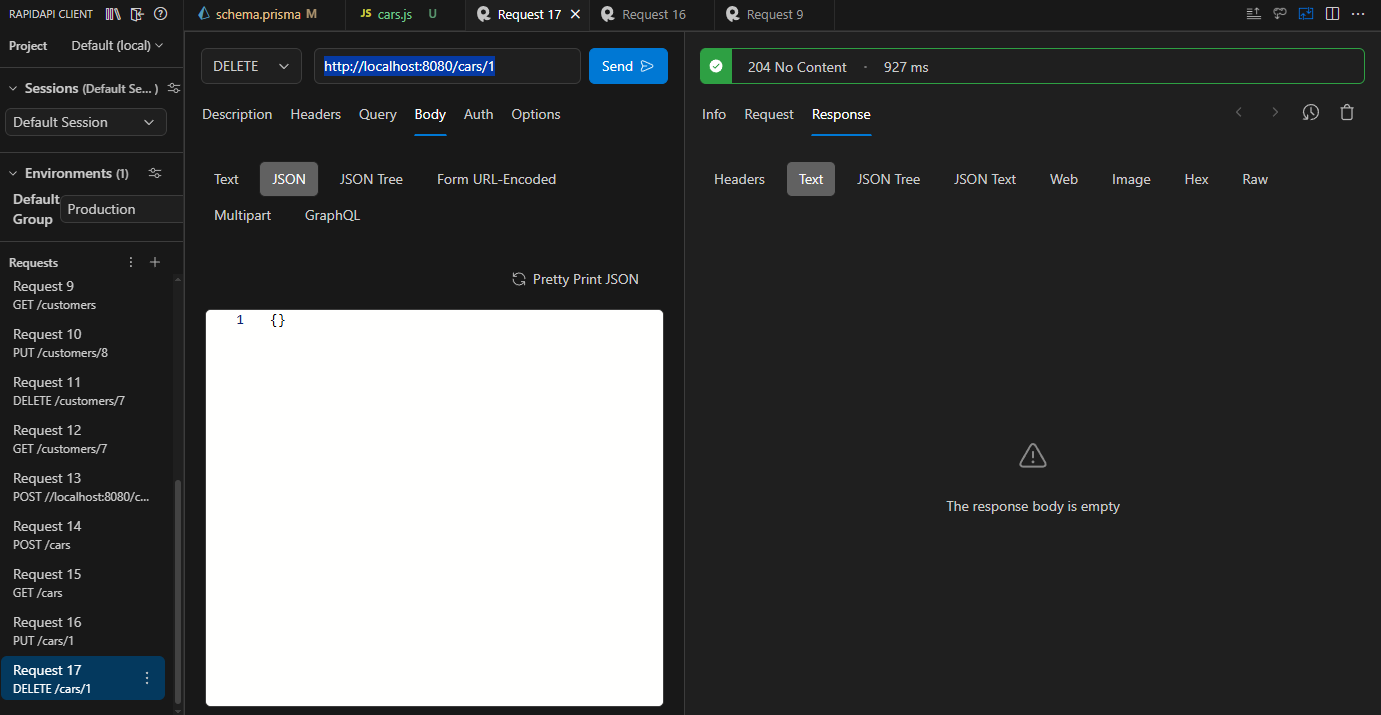 RAPIDAPI CLIENT
schema.prisma M
JS cars.js U
Request 17
Request 16
Request 9
Project Default (local)
Sessions (Default Se... )
Default Session
Environments (1)
Default Group
Production
Requests
Request 9
GET /customers
Request 10
PUT /customers/8
Request 11
DELETE /customers/7
Request 12
GET /customers/7
Request 13
POST //localhost:8080/c...
Request 14
POST /cars
Request 15
GET /cars
Request 16
PUT /cars/1
Request 17
DELETE /cars/1
DELETE http://localhost:8080/cars/1 Send
Description Headers Query Body Auth Options
Text JSON JSON Tree Form URL-Encoded
Multipart GraphQL
Pretty Print JSON
1 {}
204 No Content · 927 ms
Info Request Response
Headers Text JSON Tree JSON Text Web Image Hex Raw
The response body is empty